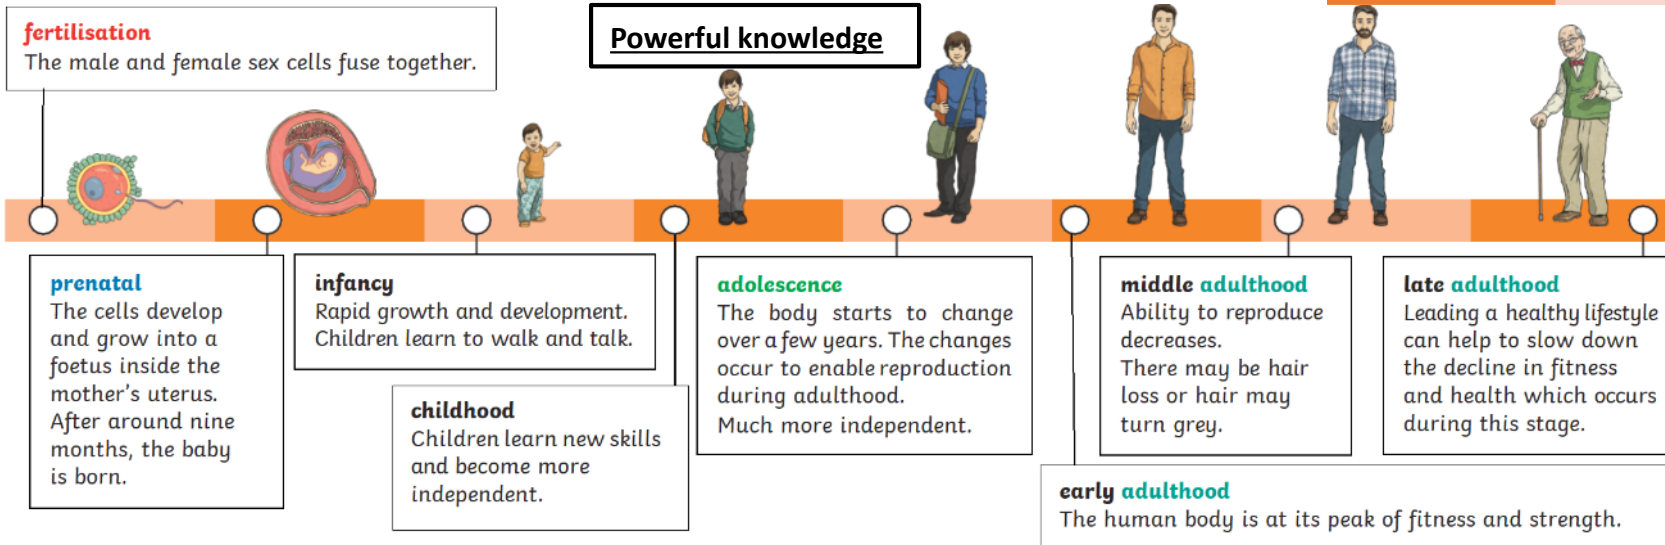 fertilisation
The male and female sex cells fuse together.
Powerful knowledge
prenatal
The cells develop
and grow into a
foetus inside the
mother's uterus.
After around nine
months, the baby
is born.
infancy
Rapid growth and development.
Children learn to walk and talk.
childhood
Children learn new skills
and become more
independent.
adolescence
The body starts to change
over a few years. The changes
occur to enable reproduction
during adulthood.
Much more independent.
early adulthood
The human body is at its peak of fitness and strength.
middle adulthood
Ability to reproduce
decreases.
There may be hair
loss or hair may
turn grey.
late adulthood
Leading a healthy lifestyle
can help to slow down
the decline in fitness
and health which occurs
during this stage.